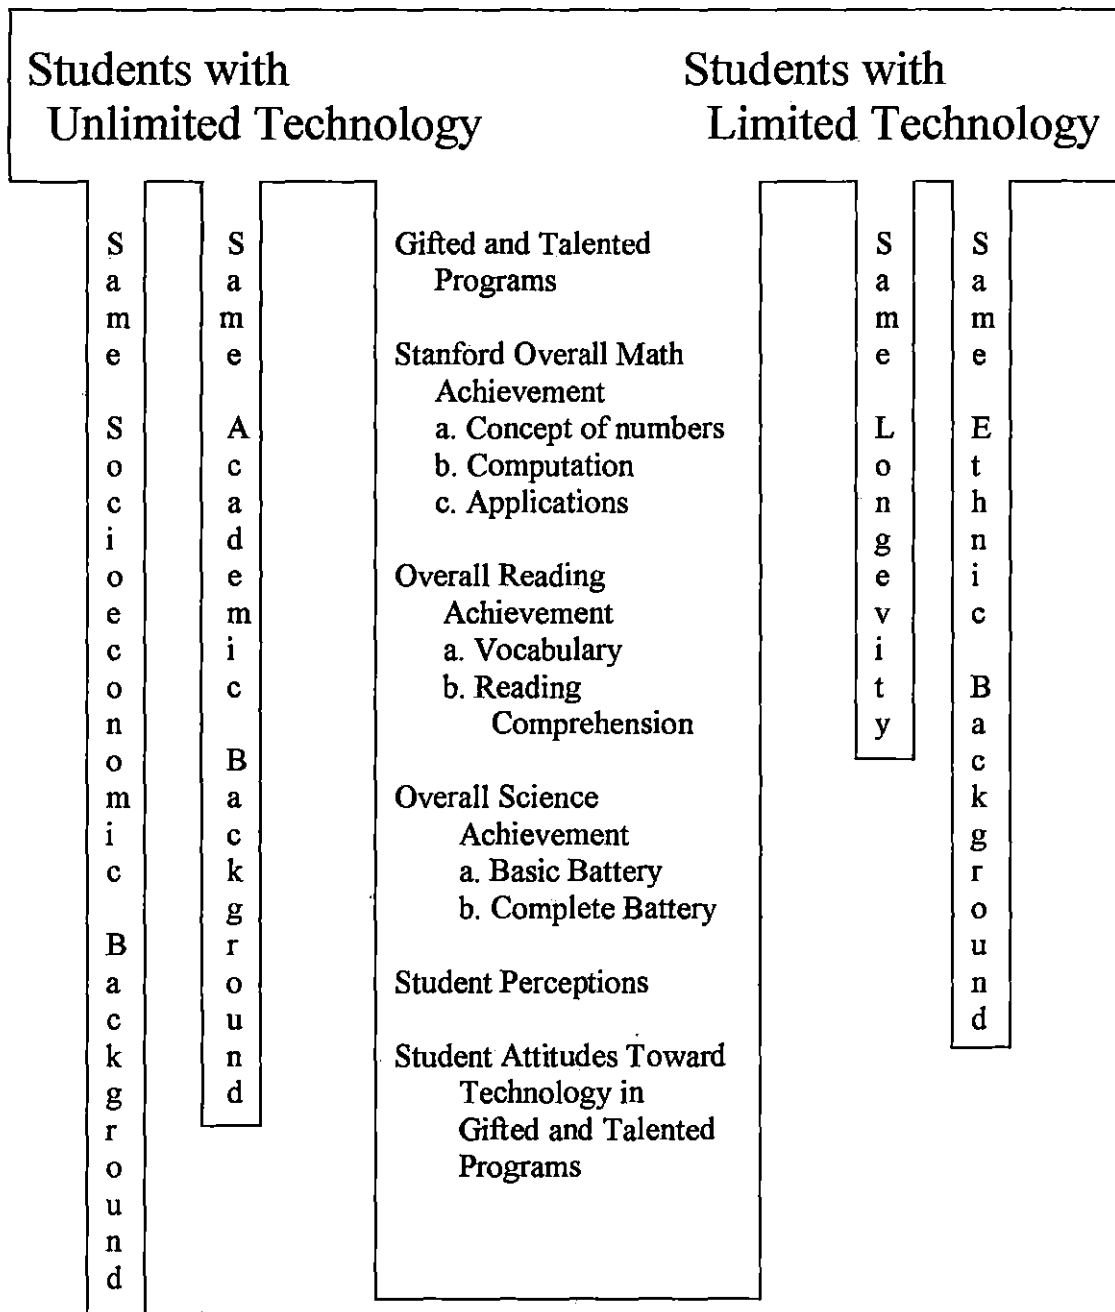 Students with
Unlimited Technology
Students with
Limited Technology
Same Socioeconomic Background
Same Academic Background
Gifted and Talented
Programs
Stanford Overall Math
Achievement
a. Concept of numbers
b. Computation
c. Applications
Overall Reading
Achievement
a. Vocabulary
b. Reading
Comprehension
Overall Science
Achievement
a. Basic Battery
b. Complete Battery
Student Perceptions
Student Attitudes Toward
Technology in
Gifted and Talented
Programs
Same Longevity
Same Ethnic Background